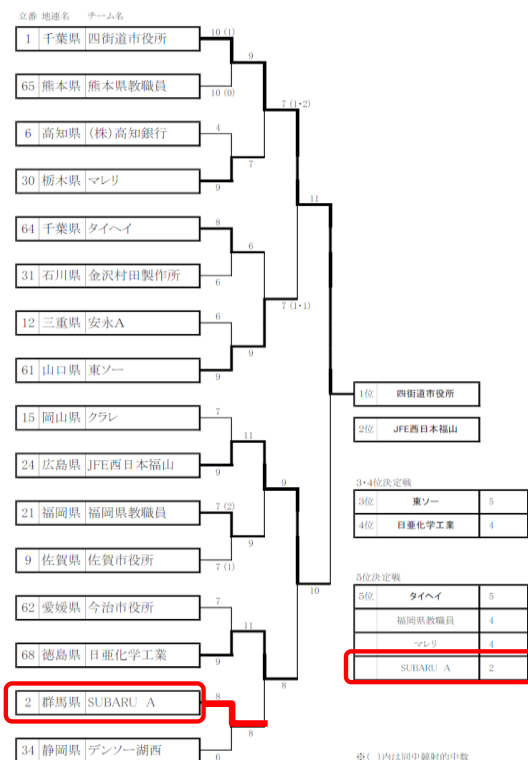 立番 地連名 チーム名
1 千葉県 四街道市役所
10 (1)
9
65 熊本県 熊本県教職員
10 (0)
7 (1・2)
6 高知県 (株)高知銀行
4
7
30 栃木県 マレリ
9
11
64 千葉県 タイヘイ
8
6
31 石川県 金沢村田製作所
6
7 (1・1)
12 三重県 安永A
6
9
61 山口県 東ソー
9
1位 四街道市役所
2位 JFE西日本福山
15 岡山県 クラレ
7
11
24 広島県 JFE西日本福山
9
9
3・4位決定戦
3位 東ソー 5
4位 日亜化学工業 4
21 福岡県 福岡県教職員
7 (2)
9
9 佐賀県 佐賀市役所
7 (1)
10
5位決定戦
5位 タイヘイ 5
福岡県教職員 4
マレリ 4
SUBARU A 2
62 愛媛県 今治市役所
7
11
68 徳島県 日亜化学工業
9
8
2 群馬県 SUBARU A
8
8
34 静岡県 デンソー湖西
6
※( )内は同中競射的中数